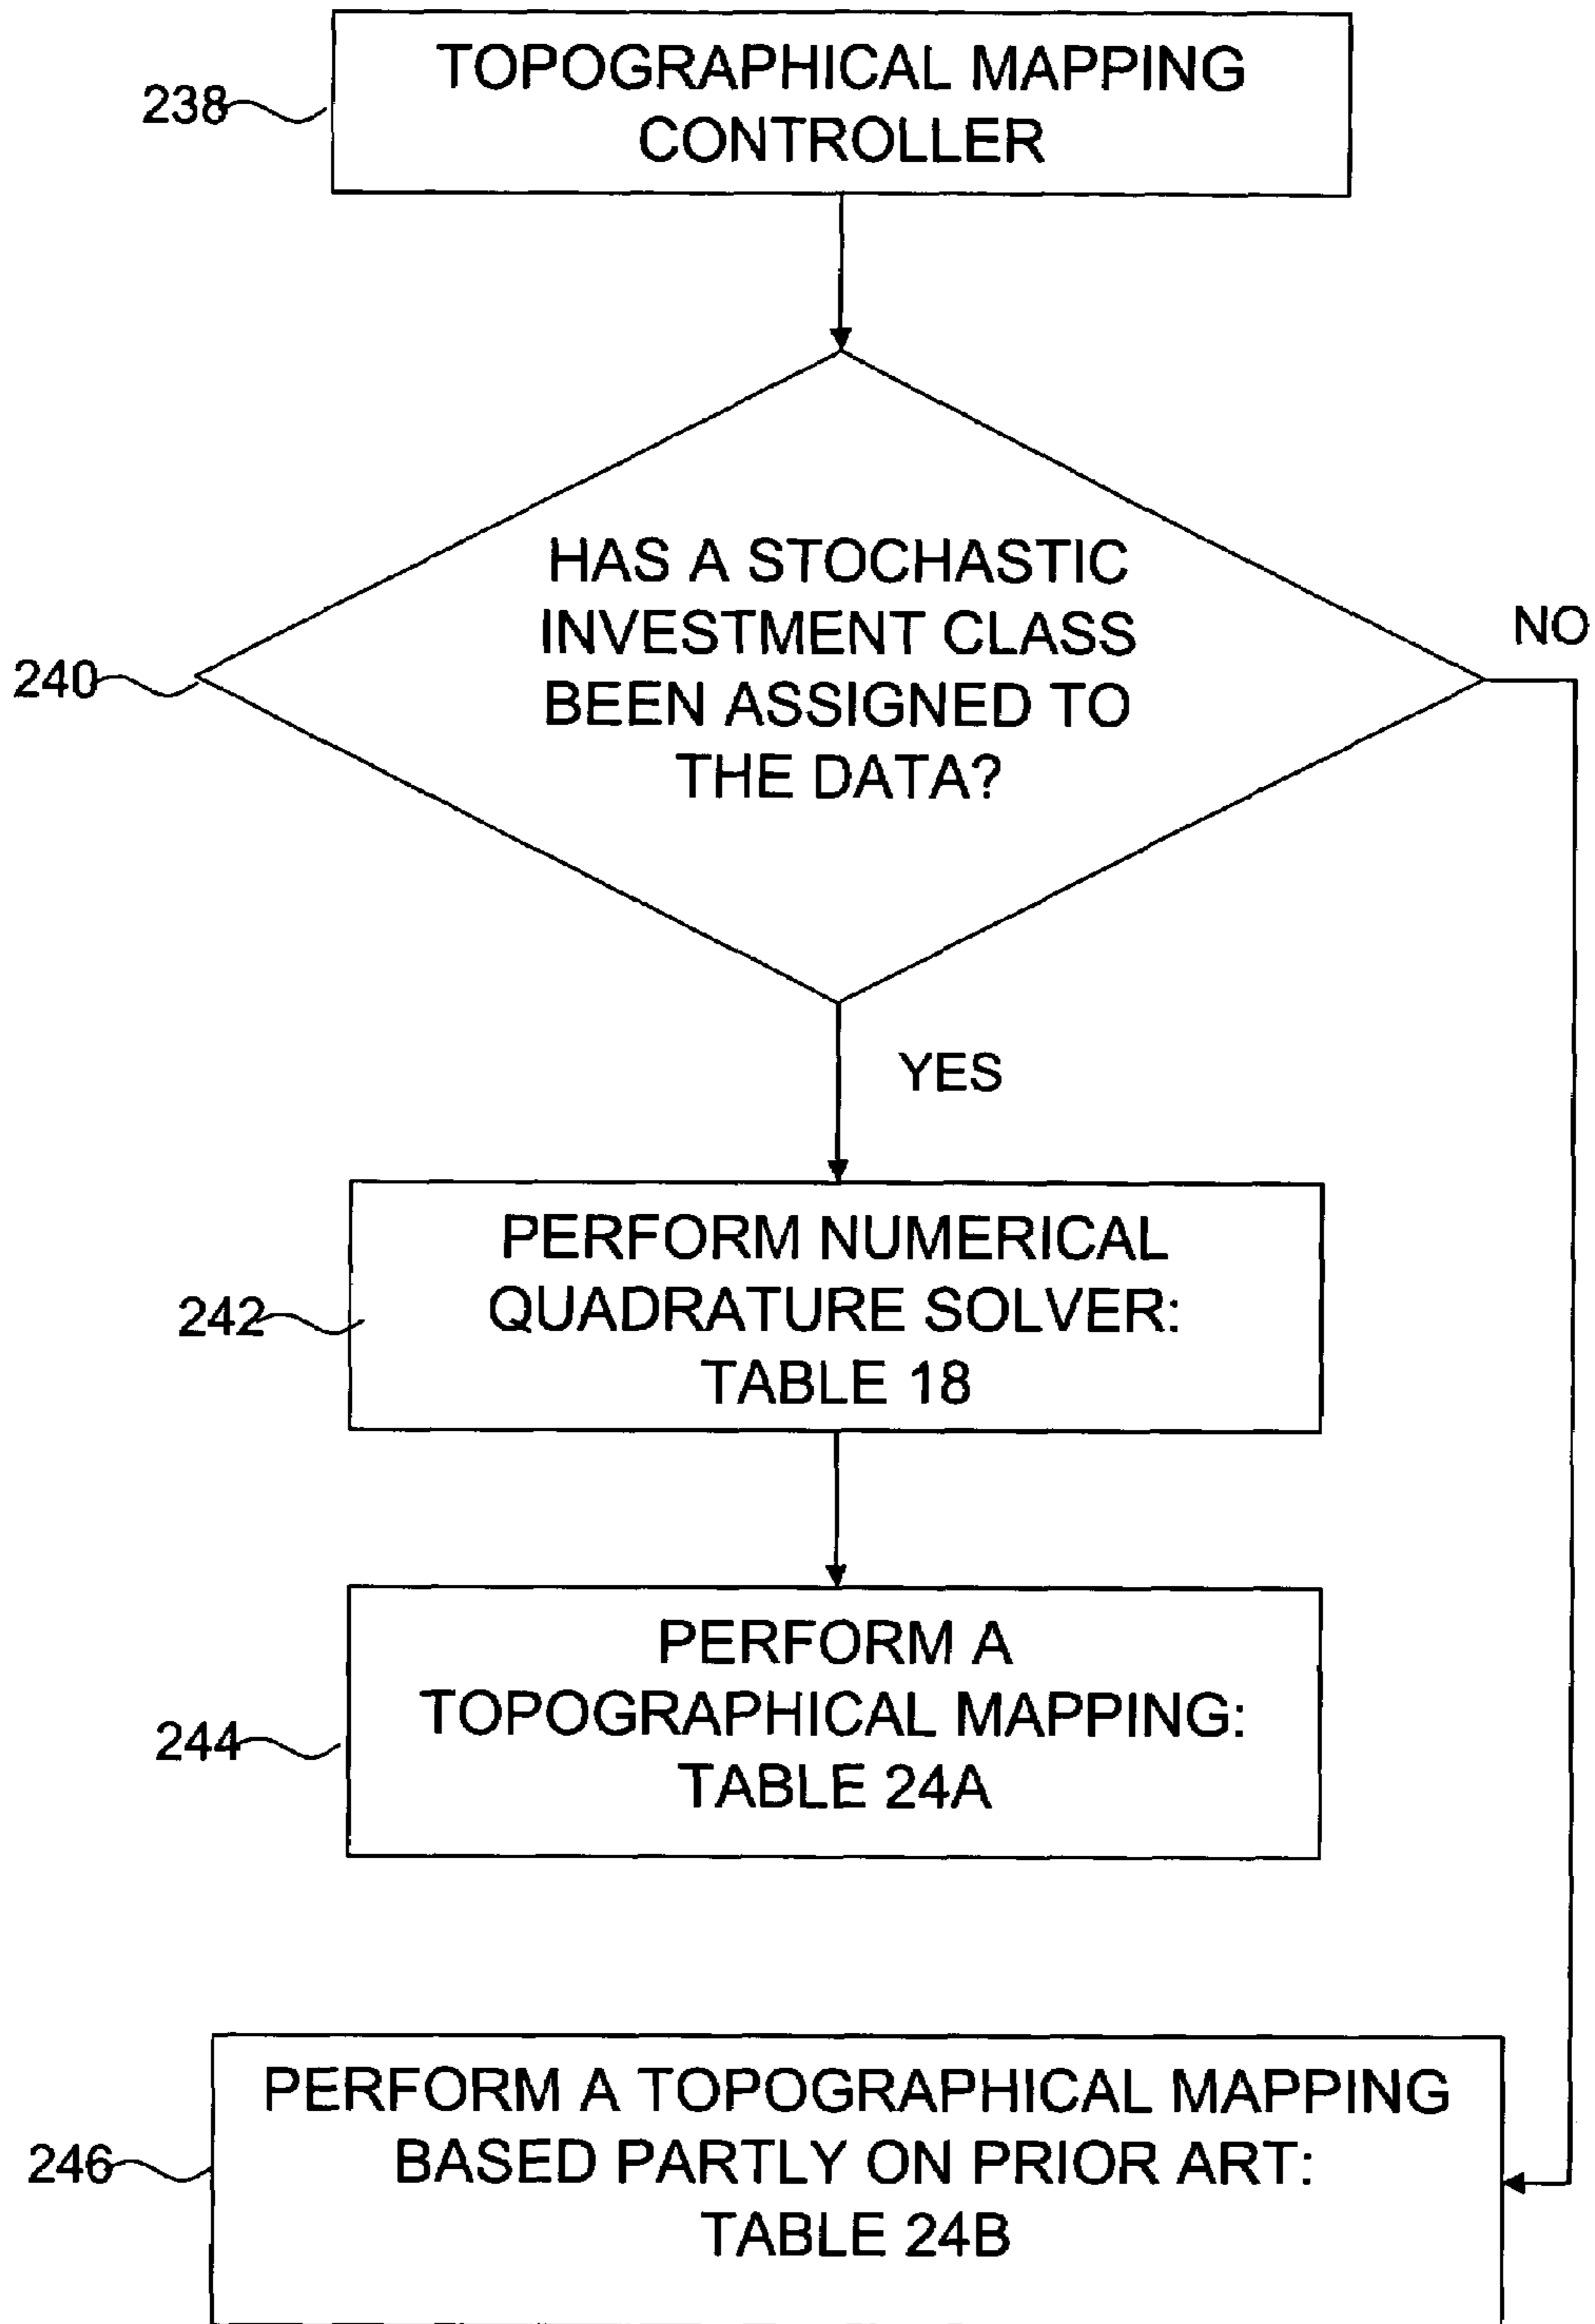 238
TOPOGRAPHICAL MAPPING
CONTROLLER
240
HAS A STOCHASTIC
INVESTMENT CLASS
BEEN ASSIGNED TO
THE DATA?
NO
YES
242
PERFORM NUMERICAL
QUADRATURE SOLVER:
TABLE 18
244
PERFORM A
TOPOGRAPHICAL MAPPING:
TABLE 24A
246
PERFORM A TOPOGRAPHICAL MAPPING
BASED PARTLY ON PRIOR ART:
TABLE 24B